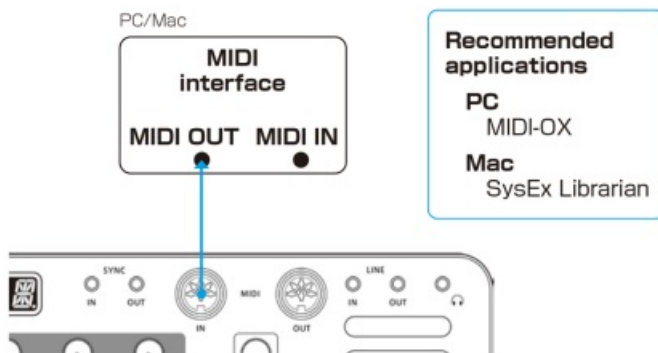 PC/Mac
MIDI
interface
MIDI OUT MIDI IN
Recommended
applications
PC
MIDI-OX
Mac
SysEx Librarian
SYNC
IN OUT
IN
MIDI
OUT
LINE
IN OUT